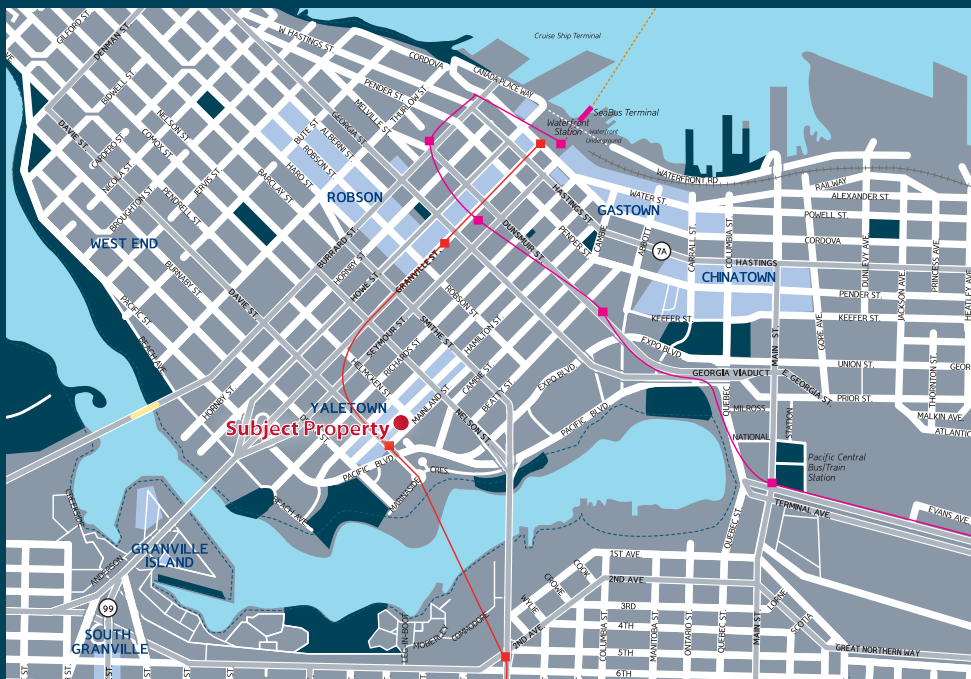 GILFORD ST.
DENMAN ST.
BIDWELL ST.
W HASTINGS ST.
CORDOVA
CANADA PLACE WAY
Cruise Ship Terminal
SeaBus Terminal
Waterfront
Station
Waterfront
Underground
PENDER ST.
THURLOW ST.
MELVILLE ST.
GEORGIA ST.
ALBERNI ST.
BUTE ST.
ROBSON ST.
HARO ST.
BARCLAY ST.
NELSON ST.
COMOX ST.
DAVIE ST.
CARDERO ST.
NICOLA ST.
BROUGHTON ST.
PENDRELL ST.
JERVIS ST.
ROBSON
WEST END
BURNABY ST.
DAVIE ST.
PACIFIC ST.
BEACH AVE
BURRARD ST.
HORNBY ST.
HOWE ST.
GRANVILLE ST.
SEYMOUR ST.
RICHARDS ST.
SMITHE ST.
ROBSON ST.
HAMILTON ST.
HELMCKEN ST.
MAINLAND ST.
CAMBIE ST.
BEATTY ST.
NELSON ST.
EXPO BLVD
PACIFIC BLVD
DUNSMUIR ST.
HASTINGS ST.
PENDER ST.
CAMBIE
ABBOTT
GASTOWN
WATER ST.
WATERFRONT RD
RAILWAY
ALEXANDER ST.
POWELL ST.
CORDOVA
7A
HASTINGS
CARRALL ST.
COLUMBIA ST.
CHINATOWN
PENDER ST.
KEEFER ST.
KEEFER ST.
DUNLEVY AVE
JACKSON AVE
PRINCESS AVE
HEATLEY AVE
GORE AVE
MAIN ST.
EXPO BLVD
GEORGIA VIADUCT
E. GEORGIA ST.
UNION ST.
GEOR
PRIOR ST.
THORNTON ST.
MALKIN AVE
ATLANTIC
QUEBEC
MILROSS
NATIONAL
STATION
Pacific Central
Bus/Train
Station
TERMINAL AVE
EVANS AVE
HORNBY ST.
YALETOWN
Subject Property
PACIFIC BLVD
MARINASIDE
CRES
BEACH AVE
GRANVILLE
ISLAND
ANDERSON
99
SOUTH
GRANVILLE
LEG-IN-BOOT
MOBERLEY
COMMODORE
QUEBEC ST.
1ST AVE
2ND AVE
2ND AVE
COOK
CROWE
WYLIE
3RD
4TH
5TH
6TH
COLUMBIA ST.
MANITOBA ST.
ONTARIO ST.
QUEBEC ST.
MAIN ST.
LORNE
SCOTIA
GREAT NORTHERN WAY